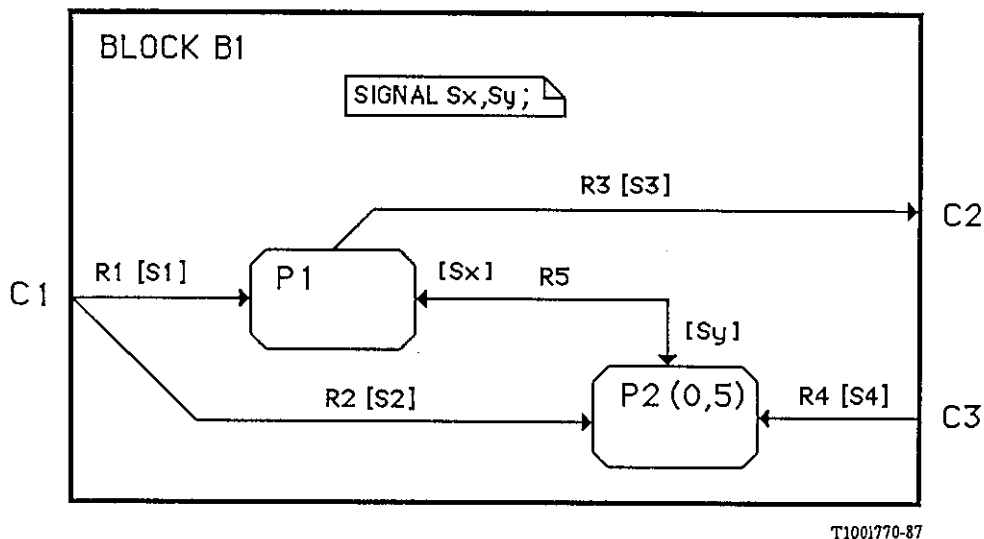 BLOCK B1
SIGNAL Sx,Sy;
R3 [S3]
C2
R1 [S1]
P1
[Sx]
R5
C1
[Sy]
R2 [S2]
P2 (0,5)
R4 [S4]
C3
T1001770-87